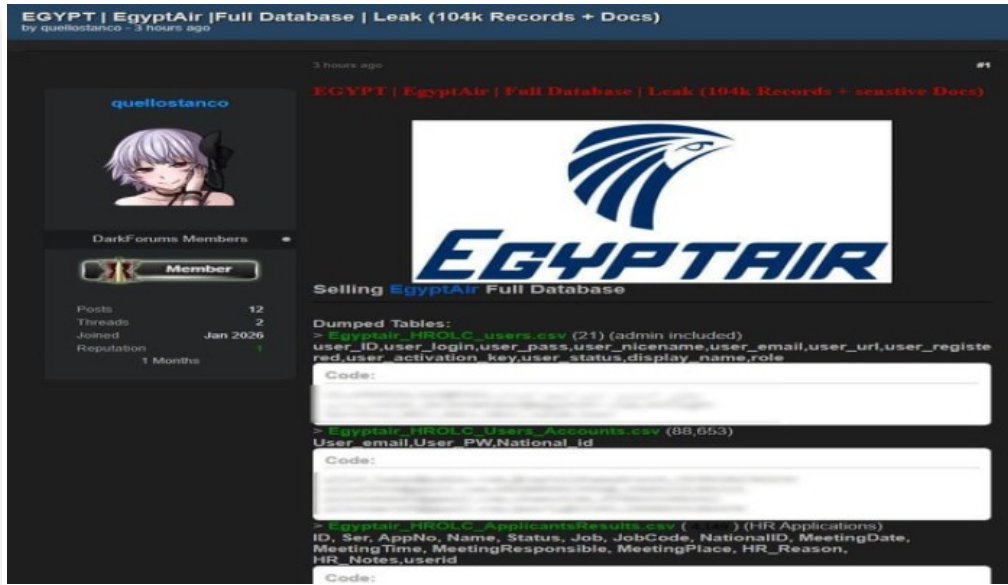 EGYPT | EgyptAir |Full Database | Leak (104k Records + Docs)
by quellostanco - 3 hours ago
3 hours ago
#1
quellostanco
EGYPT | EgyptAir | Full Database | Leak (104k Records + senstive Docs)
EGYPTAIR
DarkForums Members
Member
Posts 12
Threads 2
Joined Jan 2026
Reputation 1
1 Months
Selling EgyptAir Full Database
Dumped Tables:
> Egyptair_HROLC_users.csv (21) (admin included)
user_ID,user_login,user_pass,user_nicename,user_email,user_url,user_registe
red,user_activation_key,user_status,display_name,role
Code:
> Egyptair_HROLC_Users_Accounts.csv (88,653)
User_email,User_PW,National_id
Code:
> Egyptair_HROLC_ApplicantsResults.csv ( ) (HR Applications)
ID, Ser, AppNo, Name, Status, Job, JobCode, NationalID, MeetingDate,
MeetingTime, MeetingResponsible, MeetingPlace, HR_Reason,
HR_Notes,userid
Code: